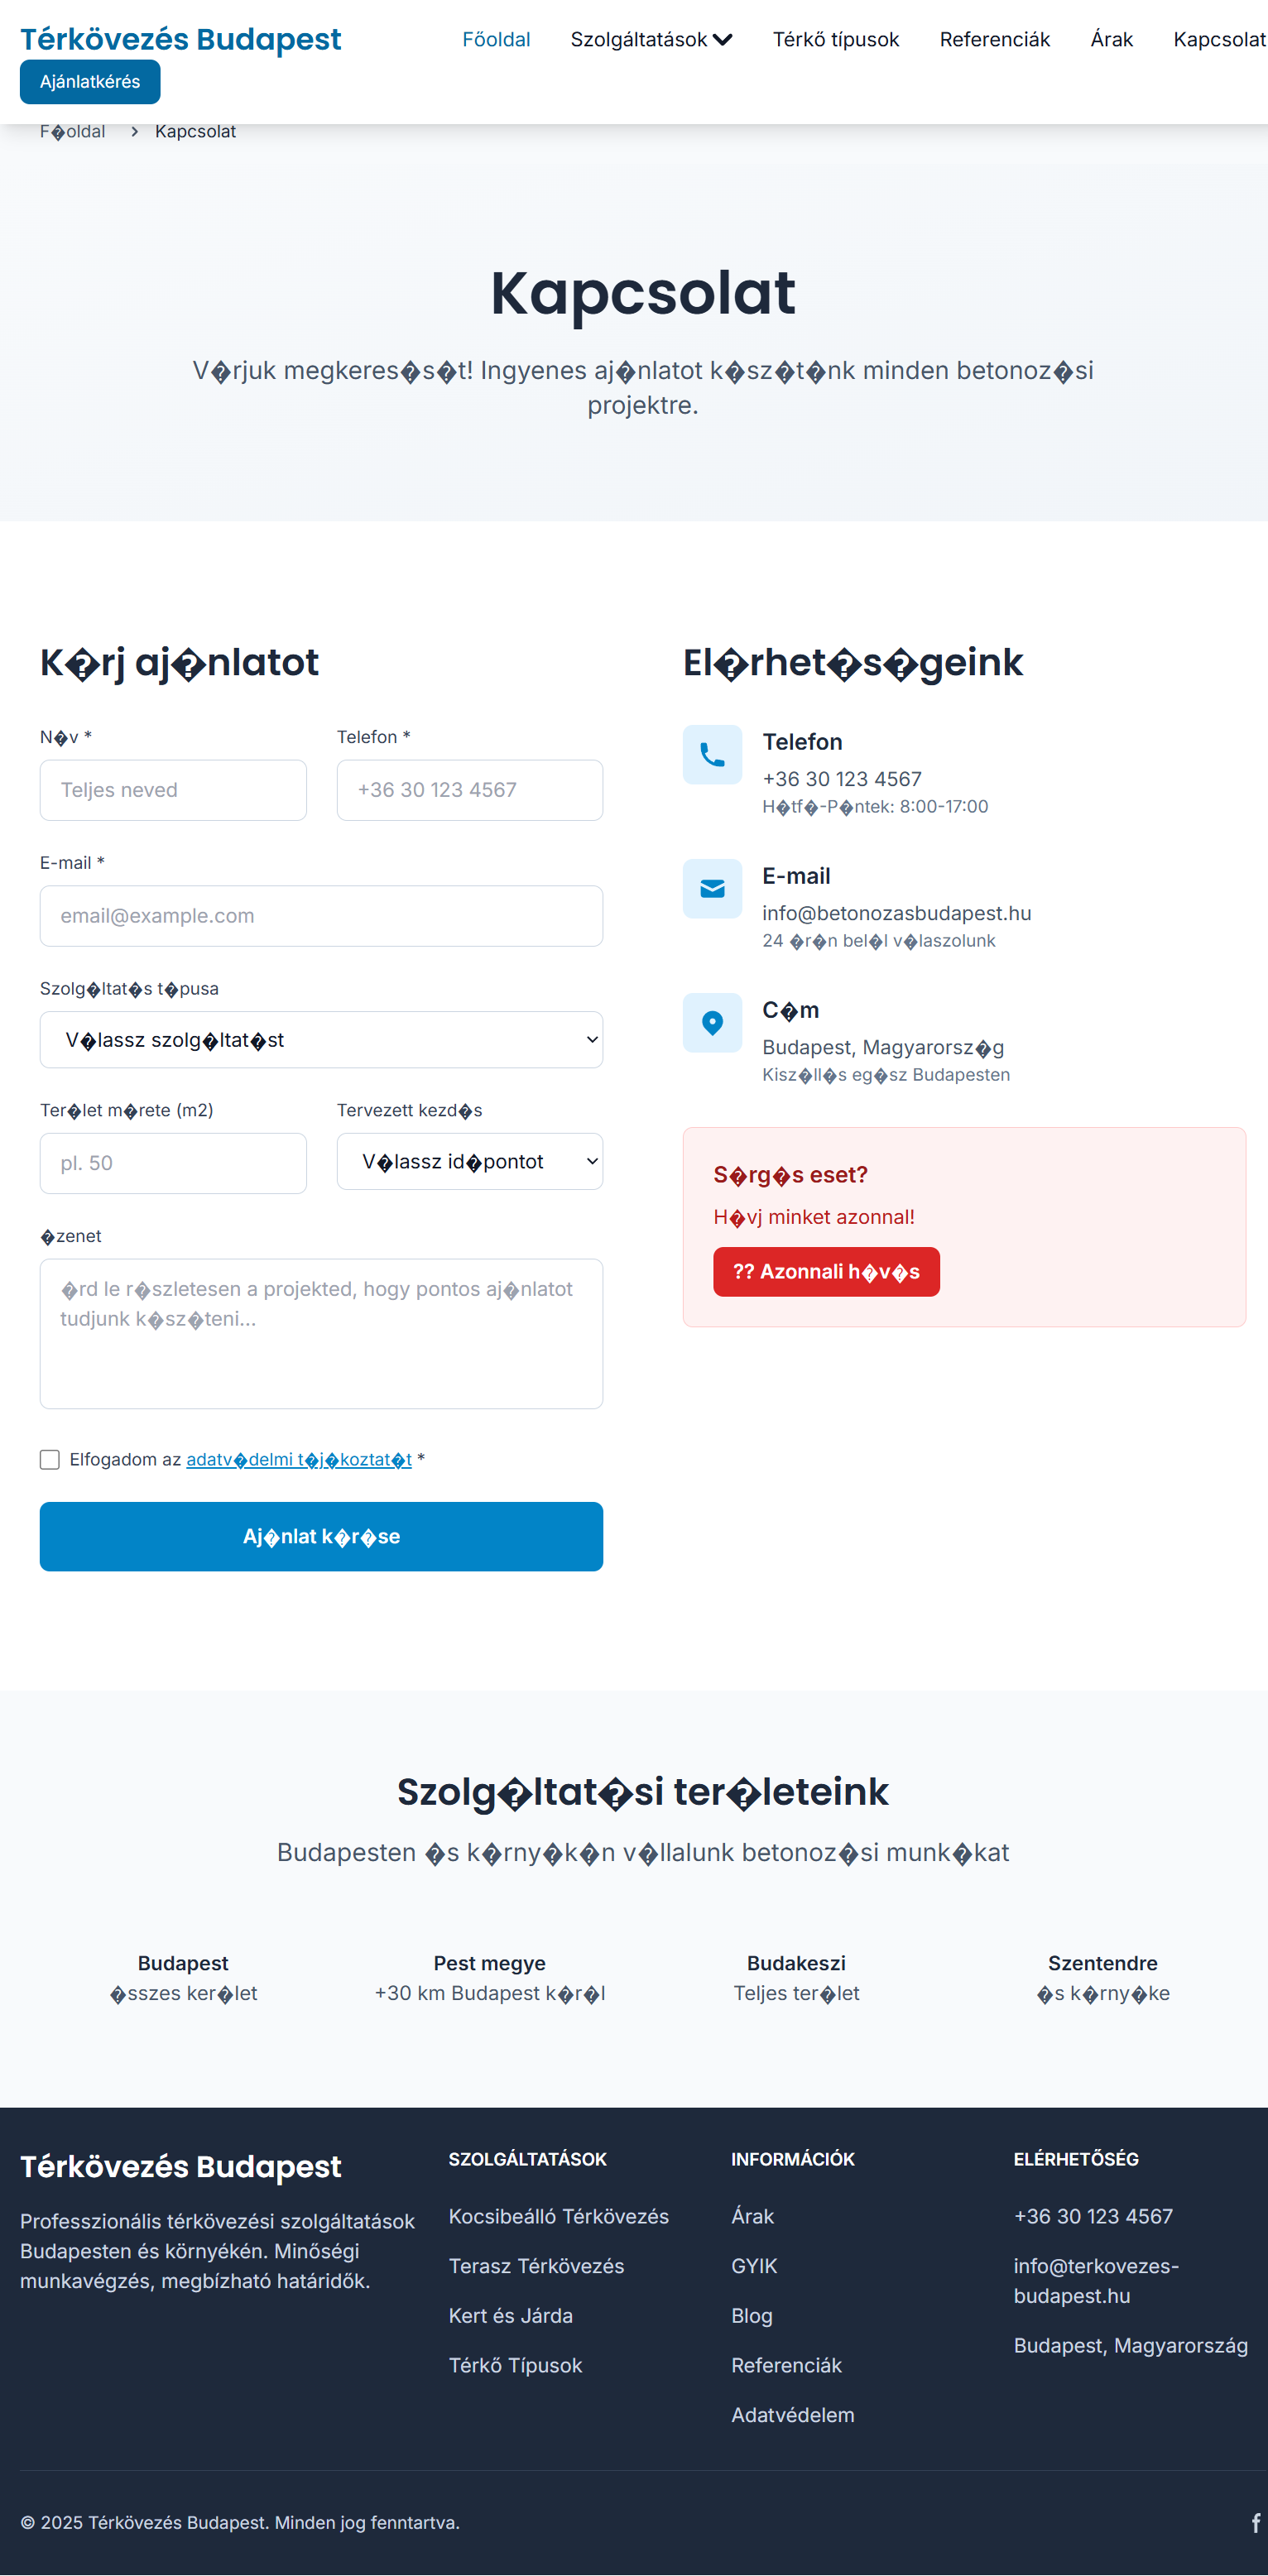 Térkövezés Budapest
Főoldal
Szolgáltatások
Térkő típusok
Referenciák
Árak
Kapcsolat
Ajánlatkérés
F�oldal > Kapcsolat
Kapcsolat
V�rjuk megkeres�s�t! Ingyenes aj�nlatot k�sz�t�nk minden betonoz�si
projektre.
K�rj aj�nlatot
N�v *
Telefon *
Teljes neved
+36 30 123 4567
E-mail *
email@example.com
Szolg�ltat�s t�pusa
V�lassz szolg�ltat�st
Ter�let m�rete (m2)
Tervezett kezd�s
pl. 50
V�lassz id�pontot
�zenet
�rd le r�szletesen a projekted, hogy pontos aj�nlatot
tudjunk k�sz�teni...
Elfogadom az adatv�delmi t�j�koztat�t *
Aj�nlat k�r�se
El�rhet�s�geink
Telefon
+36 30 123 4567
H�tf�-P�ntek: 8:00-17:00
E-mail
info@betonozasbudapest.hu
24 �r�n bel�l v�laszolunk
C�m
Budapest, Magyarorsz�g
Kisz�ll�s eg�sz Budapesten
S�rg�s eset?
H�vj minket azonnal!
?? Azonnali h�v�s
Szolg�ltat�si ter�leteink
Budapesten �s k�rny�k�n v�llalunk betonoz�si munk�kat
Budapest
�sszes ker�let
Pest megye
+30 km Budapest k�r�l
Budakeszi
Teljes ter�let
Szentendre
�s k�rny�ke
Térkövezés Budapest
Professzionális térkövezési szolgáltatások
Budapesten és környékén. Minőségi
munkavégzés, megbízható határidők.
SZOLGÁLTATÁSOK
Kocsibeálló Térkövezés
Terasz Térkövezés
Kert és Járda
Térkő Típusok
INFORMÁCIÓK
Árak
GYIK
Blog
Referenciák
Adatvédelem
ELÉRHETŐSÉG
+36 30 123 4567
info@terkovezes-
budapest.hu
Budapest, Magyarország
© 2025 Térkövezés Budapest. Minden jog fenntartva.